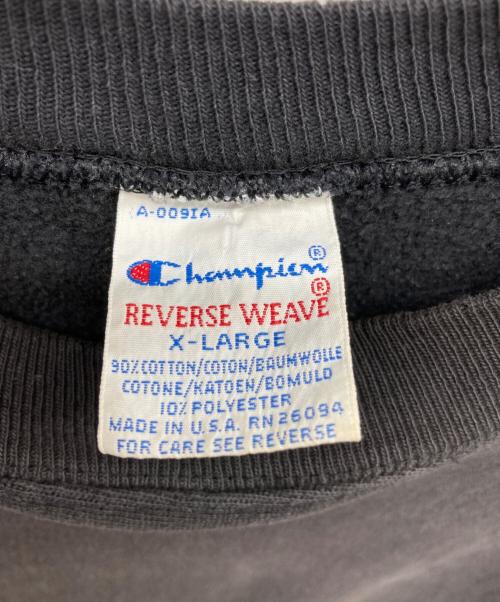 A-009IA
Champion ®
REVERSE WEAVE ®
X-LARGE
90% COTTON/COTON/BAUMWOLLE
COTONE/KATOEN/BOMULD
10% POLYESTER
MADE IN U.S.A. RN 26094
FOR CARE SEE REVERSE